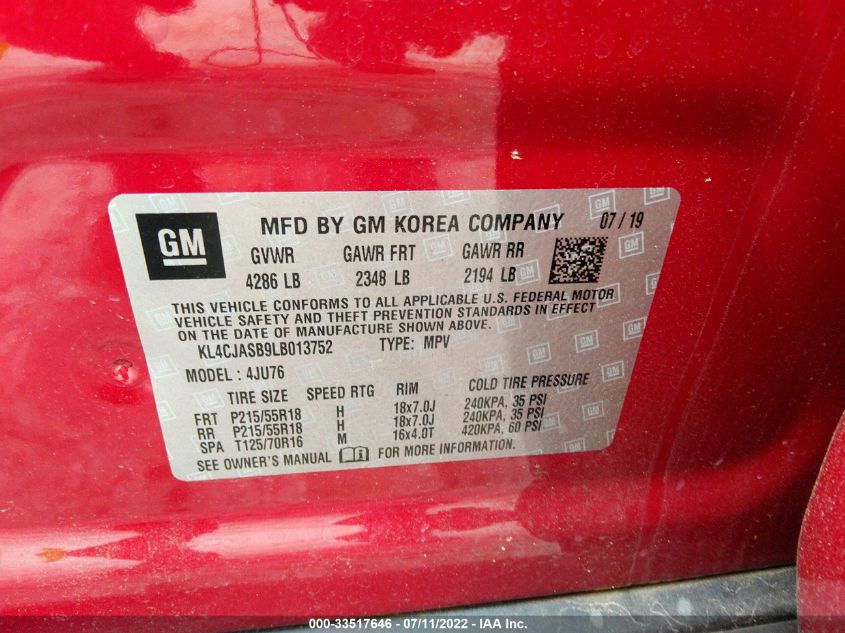 GM MFD BY GM KOREA COMPANY 07/19
GVWR GAWR FRT GAWR RR
4286 LB 2348 LB 2194 LB
THIS VEHICLE CONFORMS TO ALL APPLICABLE U.S. FEDERAL MOTOR
VEHICLE SAFETY AND THEFT PREVENTION STANDARDS IN EFFECT
ON THE DATE OF MANUFACTURE SHOWN ABOVE.
KL4CJASB9LB013752 TYPE: MPV
MODEL : 4JU76
TIRE SIZE SPEED RTG RIM COLD TIRE PRESSURE
FRT P215/55R18 H 18x7.0J 240KPA, 35 PSI
RR P215/55R18 H 18x7.0J 240KPA, 35 PSI
SPA T125/70R16 M 16x4.0T 420KPA, 60 PSI
SEE OWNER'S MANUAL FOR MORE INFORMATION.
000-33517646 - 07/11/2022 - IAA Inc.